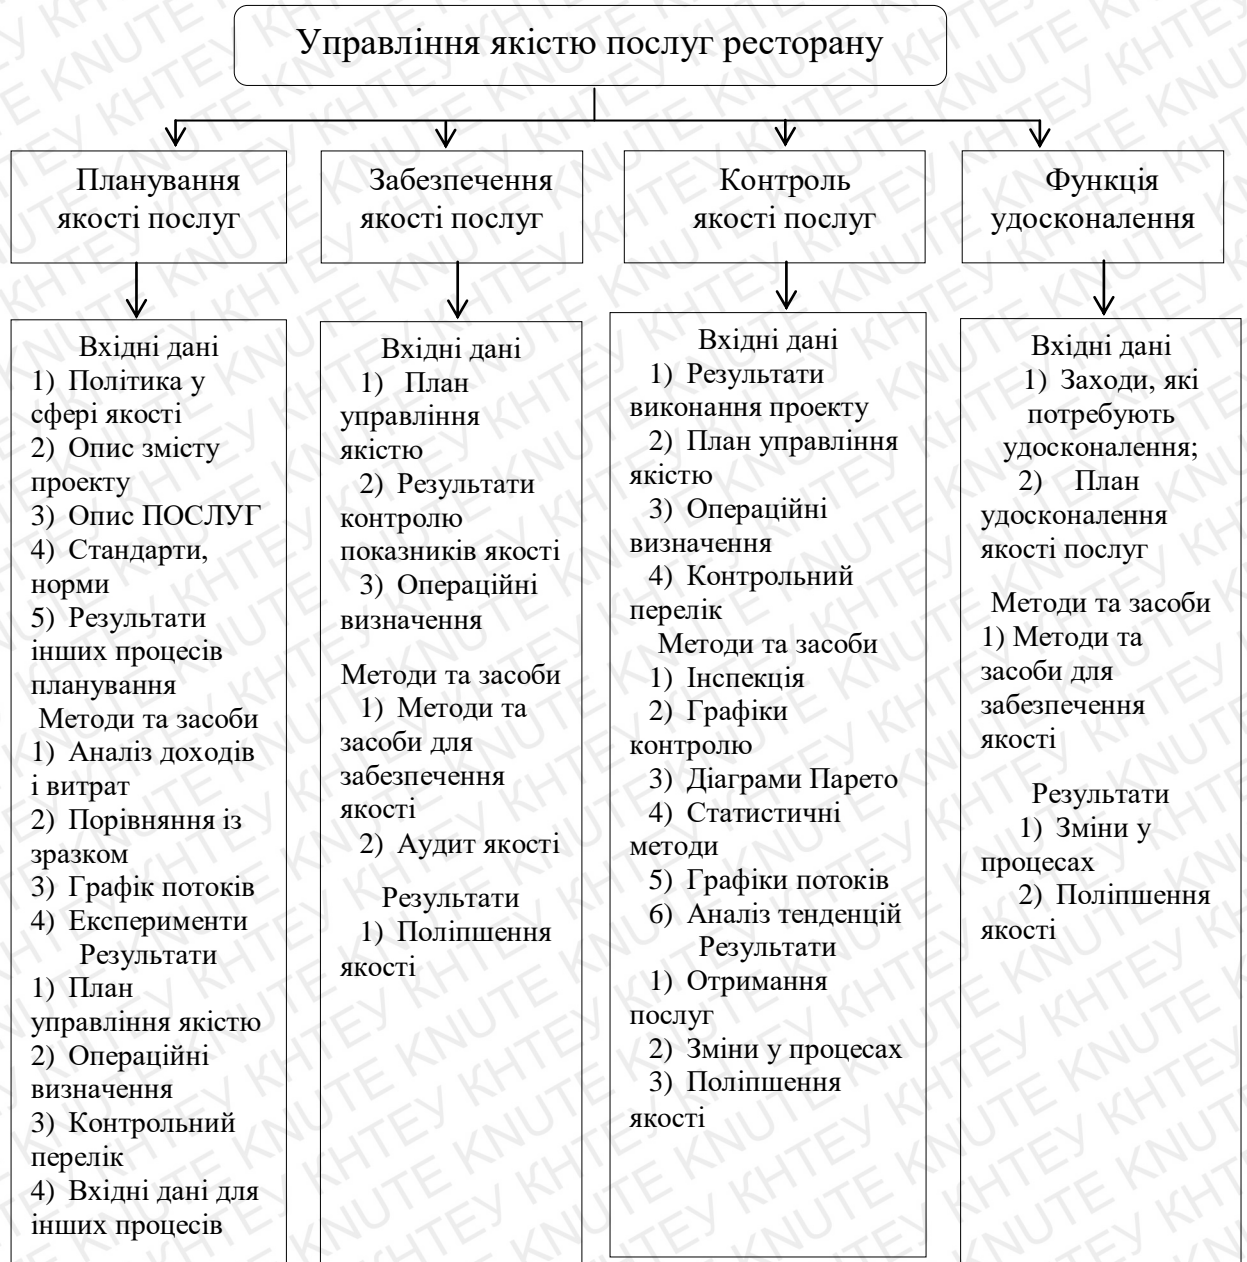 Управління якістю послуг ресторану
Планування
якості послуг
Забезпечення
якості послуг
Контроль
якості послуг
Функція
удосконалення
Вхідні дані
1) Політика у
сфері якості
2) Опис змісту
проекту
3) Опис ПОСЛУГ
4) Стандарти,
норми
5) Результати
інших процесів
планування
Методи та засоби
1) Аналіз доходів
і витрат
2) Порівняння із
зразком
3) Графік потоків
4) Експерименти
Результати
1) План
управління якістю
2) Операційні
визначення
3) Контрольний
перелік
4) Вхідні дані для
інших процесів
Вхідні дані
1) План
управління
якістю
2) Результати
контролю
показників якості
3) Операційні
визначення
Методи та засоби
1) Методи та
засоби для
забезпечення
якості
2) Аудит якості
Результати
1) Поліпшення
якості
Вхідні дані
1) Результати
виконання проекту
2) План управління
якістю
3) Операційні
визначення
4) Контрольний
перелік
Методи та засоби
1) Інспекція
2) Графіки
контролю
3) Діаграми Парето
4) Статистичні
методи
5) Графіки потоків
6) Аналіз тенденцій
Результати
1) Отримання
послуг
2) Зміни у процесах
3) Поліпшення
якості
Вхідні дані
1) Заходи, які
потребують
удосконалення;
2) План
удосконалення
якості послуг
Методи та засоби
1) Методи та
засоби для
забезпечення
якості
Результати
1) Зміни у
процесах
2) Поліпшення
якості